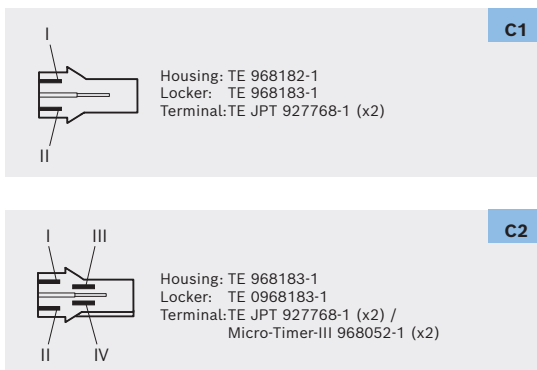 C1
I
Housing: TE 968182-1
Locker: TE 968183-1
Terminal:TE JPT 927768-1 (x2)
II
C2
I III
Housing: TE 968183-1
Locker: TE 0968183-1
Terminal:TE JPT 927768-1 (x2) /
Micro-Timer-III 968052-1 (x2)
II IV